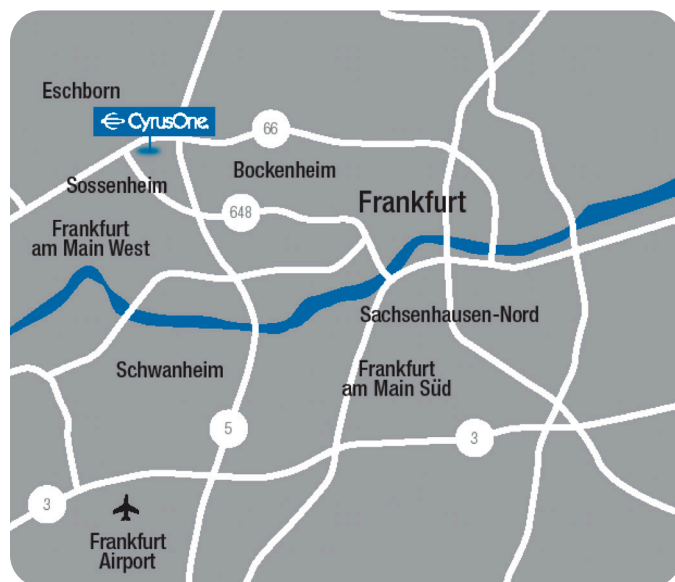 Eschborn
CyrusOne.
66
Bockenheim
Sossenheim
648
Frankfurt
Frankfurt
am Main West
Sachsenhausen-Nord
Schwanheim
Frankfurt
am Main Süd
5
3
3
Frankfurt
Airport